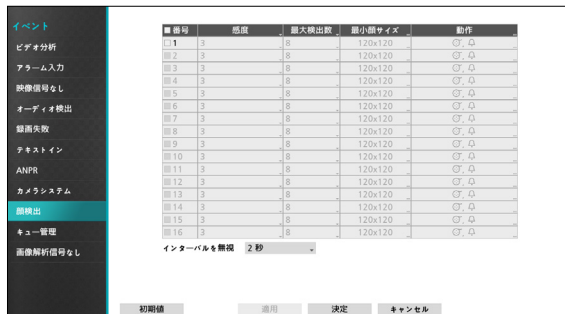 イベント
ビデオ分析
アラーム入力
映像信号なし
オーディオ検出
録画失敗
テキストイン
ANPR
カメラシステム
顔検出
キュー管理
画像解析信号なし
番号 感度 最大検出数 最小顔サイズ 動作
1 3 8 120x120
2 3 8 120x120
3 3 8 120x120
4 3 8 120x120
5 3 8 120x120
6 3 8 120x120
7 3 8 120x120
8 3 8 120x120
9 3 8 120x120
10 3 8 120x120
11 3 8 120x120
12 3 8 120x120
13 3 8 120x120
14 3 8 120x120
15 3 8 120x120
16 3 8 120x120
インターバルを無視 2 秒
初期値 適用 決定 キャンセル